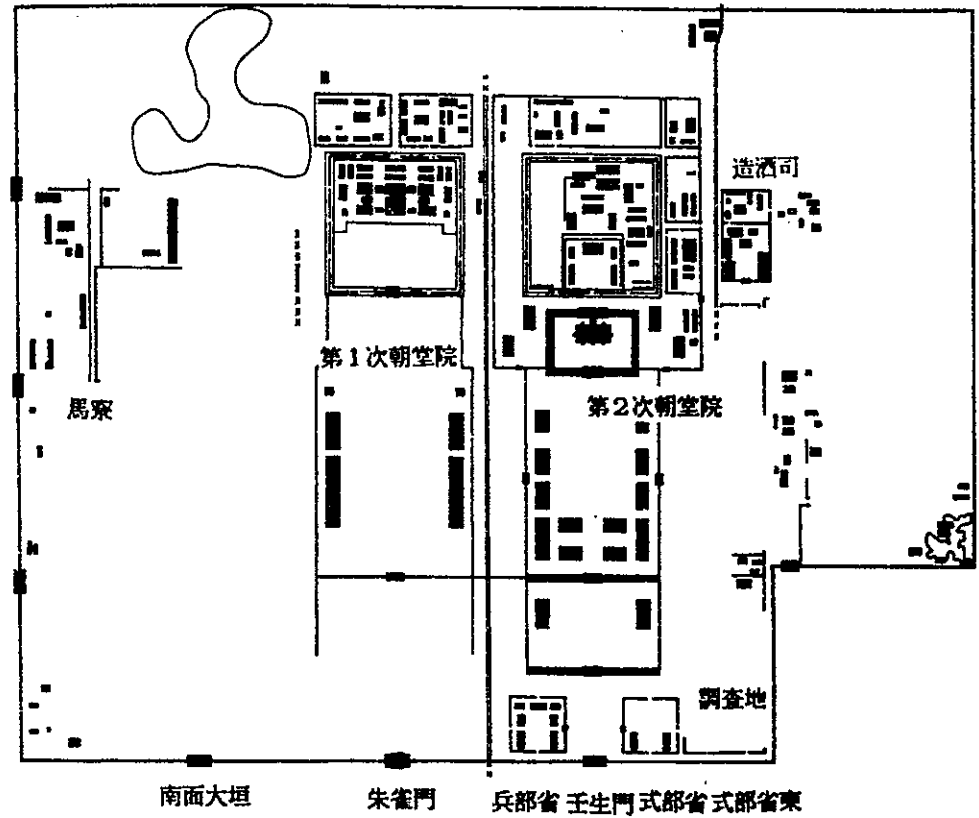 造酒司
第1次朝堂院
馬寮
第2次朝堂院
調査地
南面大垣
朱雀門
兵部省
壬生門
式部省
式部省東